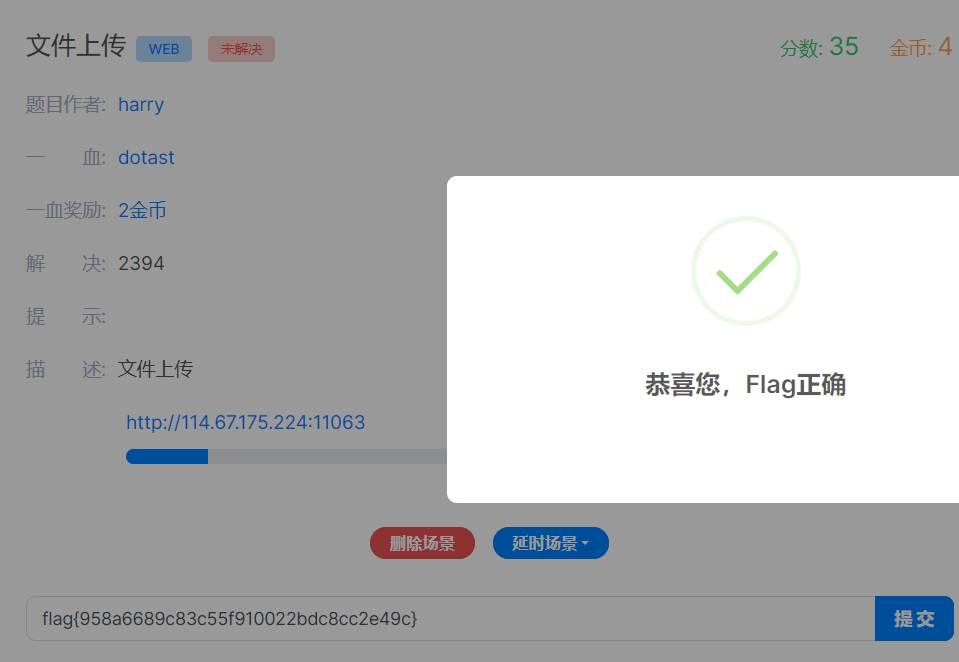 文件上传 WEB 未解决 分数: 35 金币: 4
题目作者: harry
一 血: dotast
一血奖励: 2金币
解 决: 2394
提 示:
描 述: 文件上传
http://114.67.175.224:11063
恭喜您，Flag正确
删除场景 延时场景
flag{958a6689c83c55f910022bdc8cc2e49c} 提交